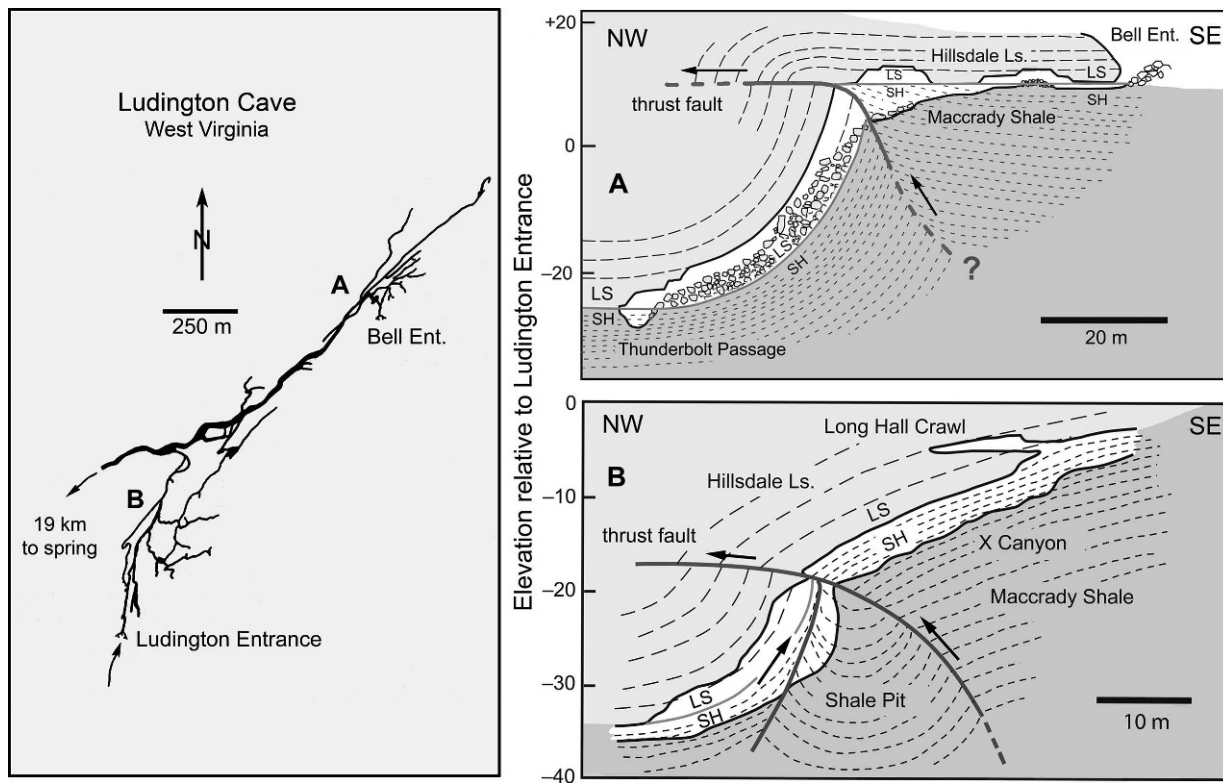 Ludington Cave
West Virginia
N
250 m
A
Bell Ent.
B
19 km
to spring
Ludington Entrance
Elevation relative to Ludington Entrance
+20
0
–20
NW
SE
Bell Ent.
Hillsdale Ls.
thrust fault
LS
SH
LS
SH
Maccrady Shale
SH
A
LS
SH
LS
SH
?
Thunderbolt Passage
20 m
0
–10
–20
–30
–40
NW
SE
Long Hall Crawl
B
Hillsdale Ls.
LS
SH
thrust fault
X Canyon
Maccrady Shale
LS
SH
Shale Pit
10 m